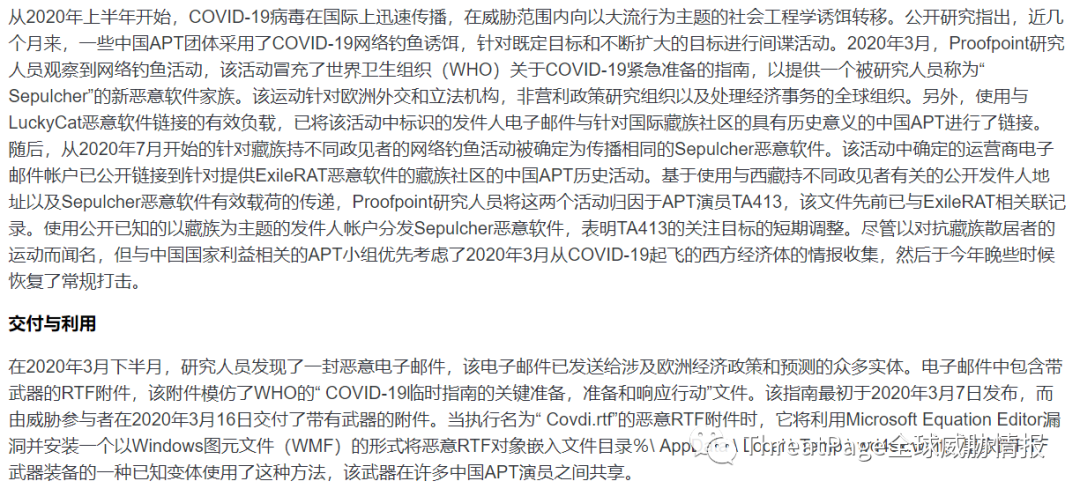 从2020年上半年开始，COVID-19病毒在国际上迅速传播，在威胁范围内向以大流行为主题的社会工程学诱饵转移。公开研究指出，近几
个月来，一些中国APT团体采用了COVID-19网络钓鱼诱饵，针对既定目标和不断扩大的目标进行间谍活动。2020年3月，Proofpoint研究
人员观察到网络钓鱼活动，该活动冒充了世界卫生组织（WHO）关于COVID-19紧急准备的指南，以提供一个被研究人员称为“
Sepulcher”的新恶意软件家族。该运动针对欧洲外交和立法机构，非营利政策研究组织以及处理经济事务的全球组织。另外，使用与
LuckyCat恶意软件链接的有效负载，已将该活动中标识的发件人电子邮件与针对国际藏族社区的具有历史意义的中国APT进行了链接。
随后，从2020年7月开始的针对藏族持不同政见者的网络钓鱼活动被确定为传播相同的Sepulcher恶意软件。该活动中确定的运营商电子
邮件帐户已公开链接到针对提供ExileRAT恶意软件的藏族社区的中国APT历史活动。基于使用与西藏持不同政见者有关的公开发件人地
址以及Sepulcher恶意软件有效载荷的传递，Proofpoint研究人员将这两个活动归因于APT演员TA413，该文件先前已与ExileRAT相关联记
录。使用公开已知的以藏族为主题的发件人帐户分发Sepulcher恶意软件，表明TA413的关注目标的短期调整。尽管以对抗藏族散居者的
运动而闻名，但与中国国家利益相关的APT小组优先考虑了2020年3月从COVID-19起飞的西方经济体的情报收集，然后于今年晚些时候
恢复了常规打击。
交付与利用
在2020年3月下半月，研究人员发现了一封恶意电子邮件，该电子邮件已发送给涉及欧洲经济政策和预测的众多实体。电子邮件中包含带
武器的RTF附件，该附件模仿了WHO的“ COVID-19临时指南的关键准备，准备和响应行动”文件。该指南最初于2020年3月7日发布，而
由威胁参与者在2020年3月16日交付了带有武器的附件。当执行名为“ Covdi.rtf”的恶意RTF附件时，它将利用Microsoft Equation Editor漏
洞并安装一个以Windows图元文件（WMF）的形式将恶意RTF对象嵌入文件目录％\ ThreatPage全球威胁情报
武器装备的一种已知变体使用了这种方法，该武器在许多中国APT演员之间共享。